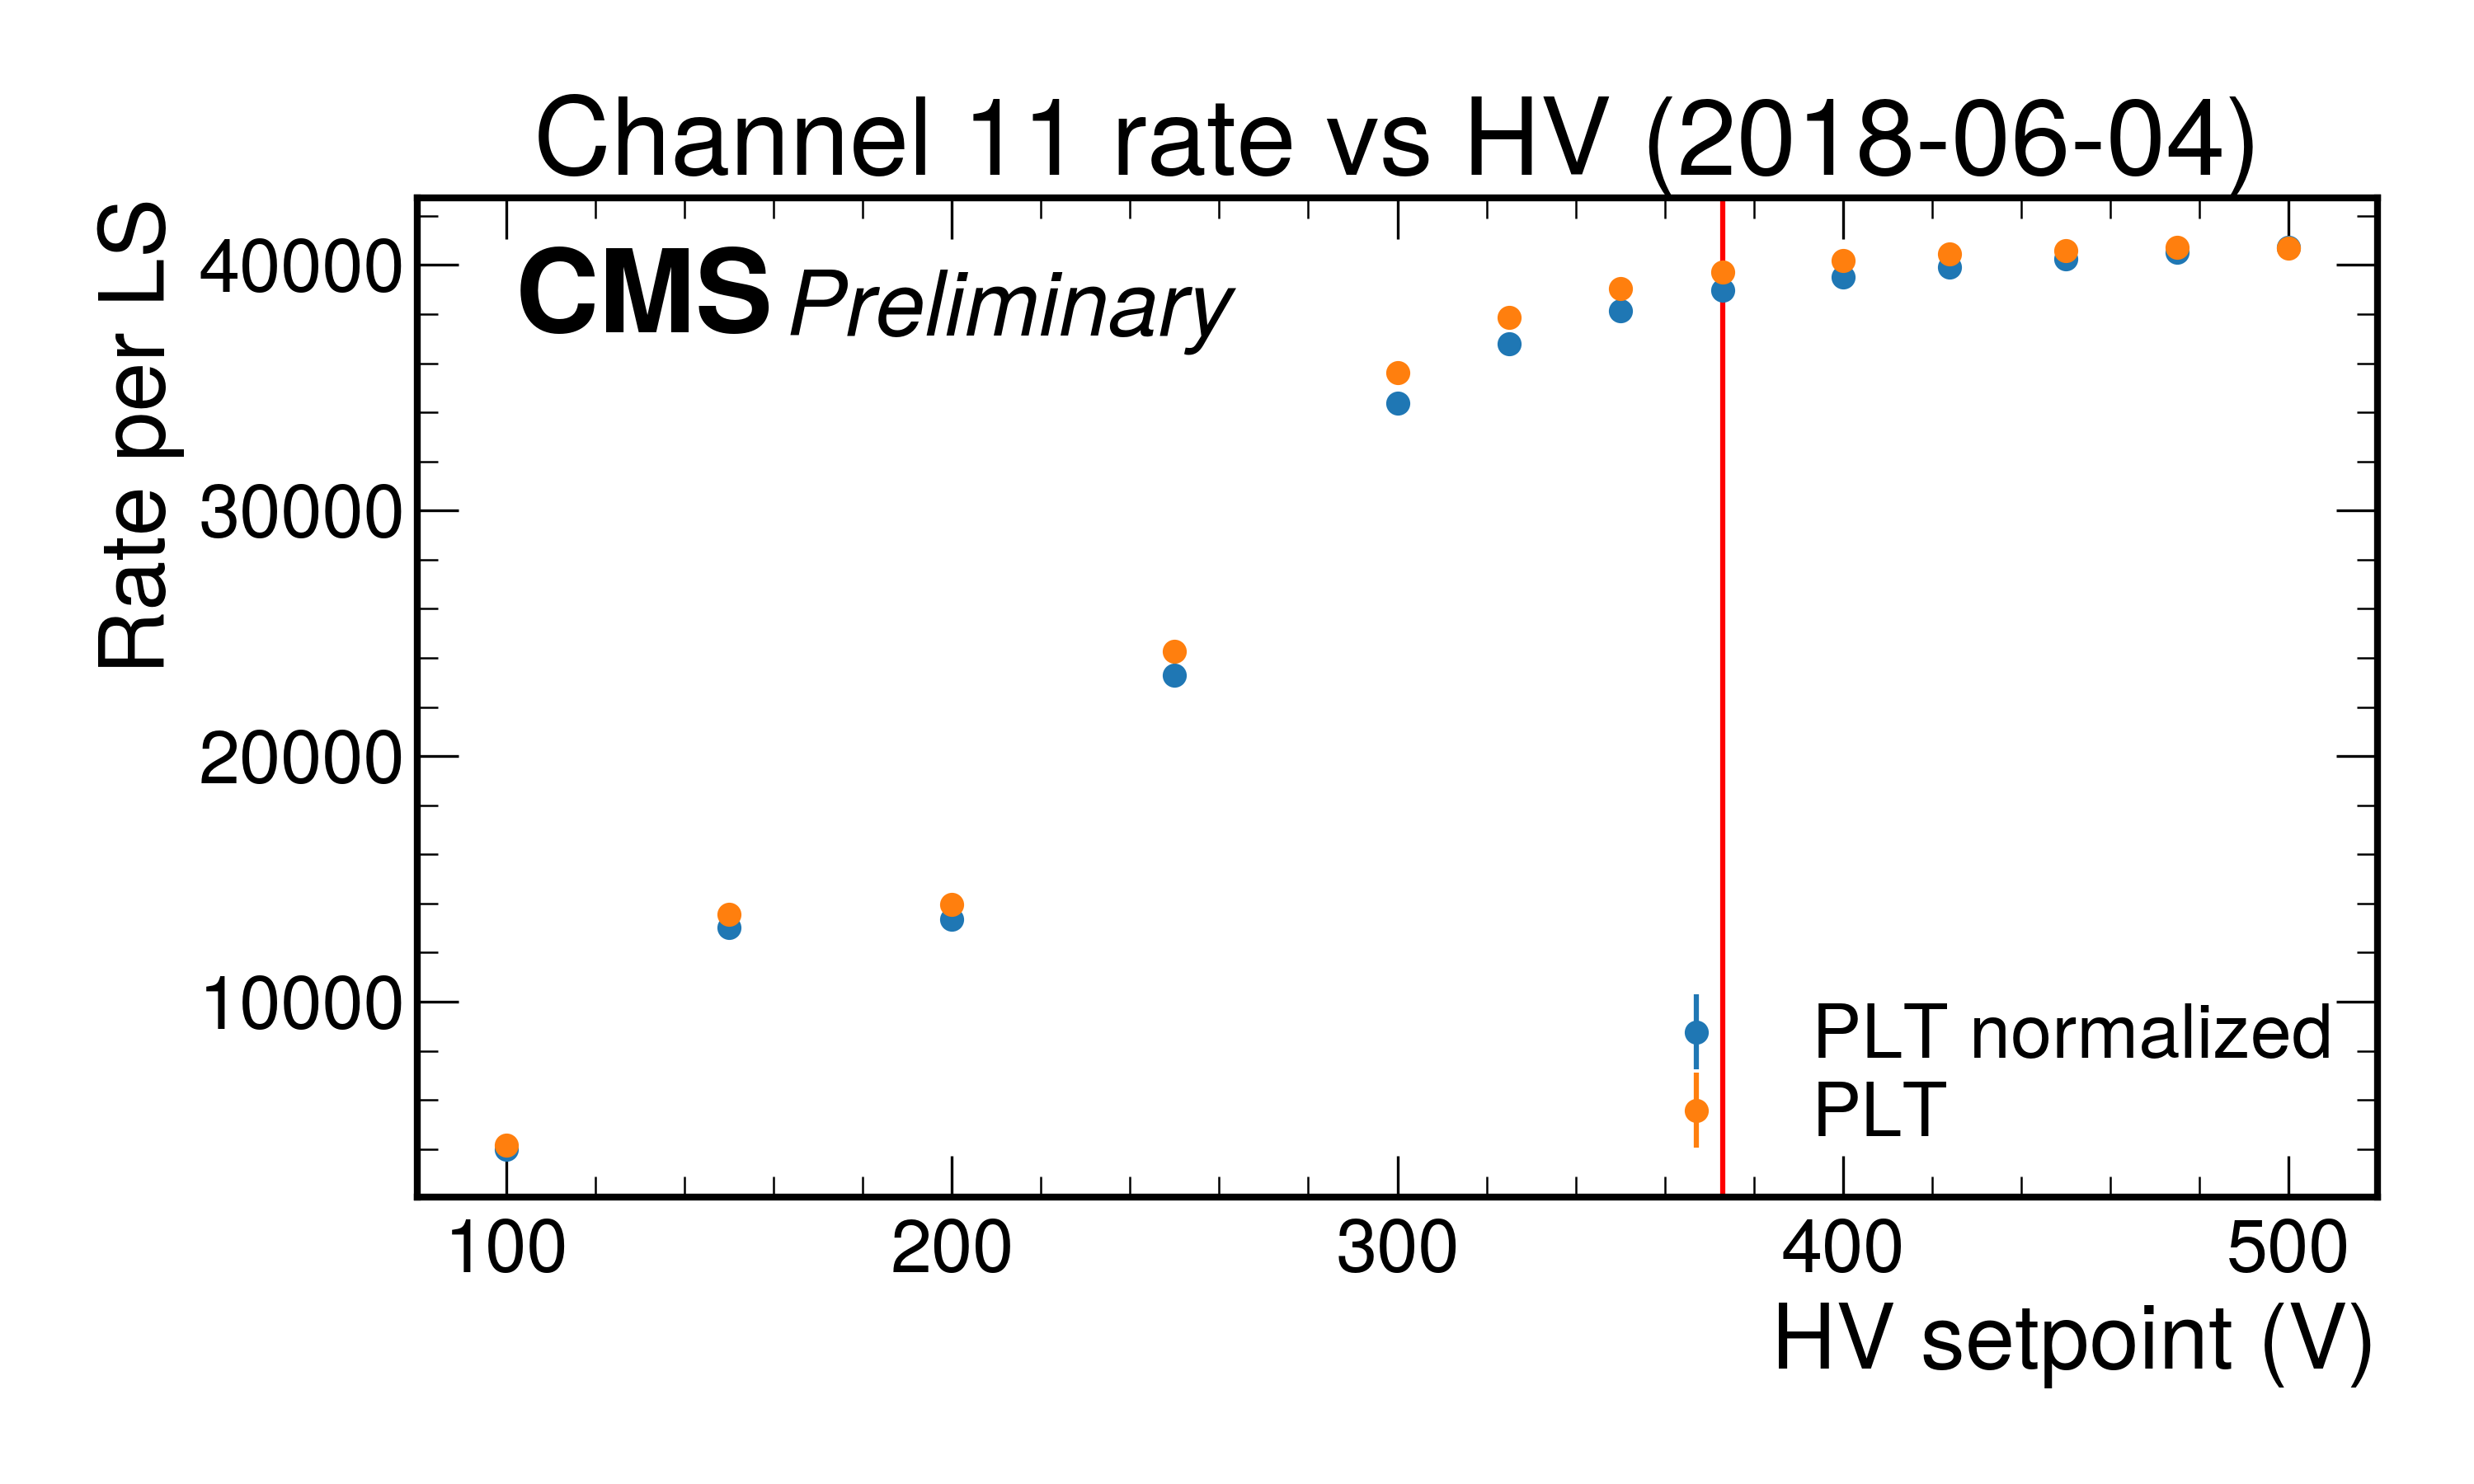 Channel 11 rate vs HV (2018-06-04)
CMS Preliminary
Rate per LS
40000
30000
20000
10000
PLT normalized
PLT
100 200 300 400 500
HV setpoint (V)